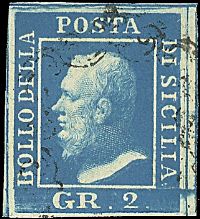 BOLLO DELLA
POSTA
DI SICILIA
GR. 2.